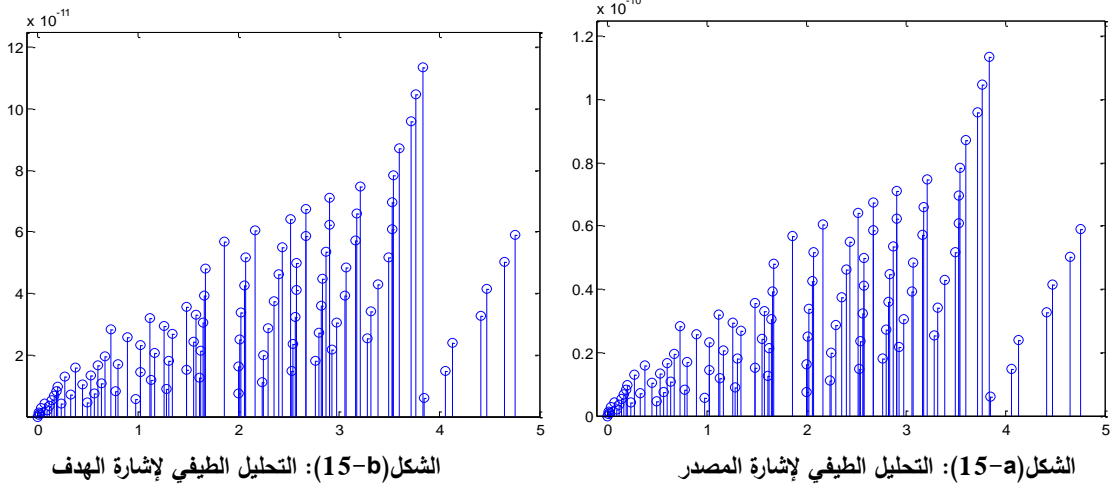 x 10-11
12
10
8
6
4
2
0 1 2 3 4 5
الشكل(15-b): التحليل الطيفي لإشارة الهدف
x 10-10
1.2
1
0.8
0.6
0.4
0.2
0
0 1 2 3 4 5
الشكل(15-a): التحليل الطيفي لإشارة المصدر